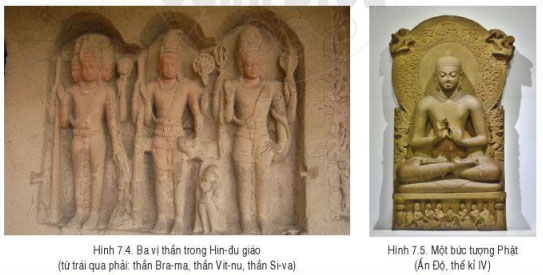 Hình 7.4. Ba vị thần trong Hin-đu giáo
(từ trái qua phải: thần Bra-ma, thần Vit-nu, thần Si-va)
Hình 7.5. Một bức tượng Phật
(Ấn Độ, thế kỉ IV)